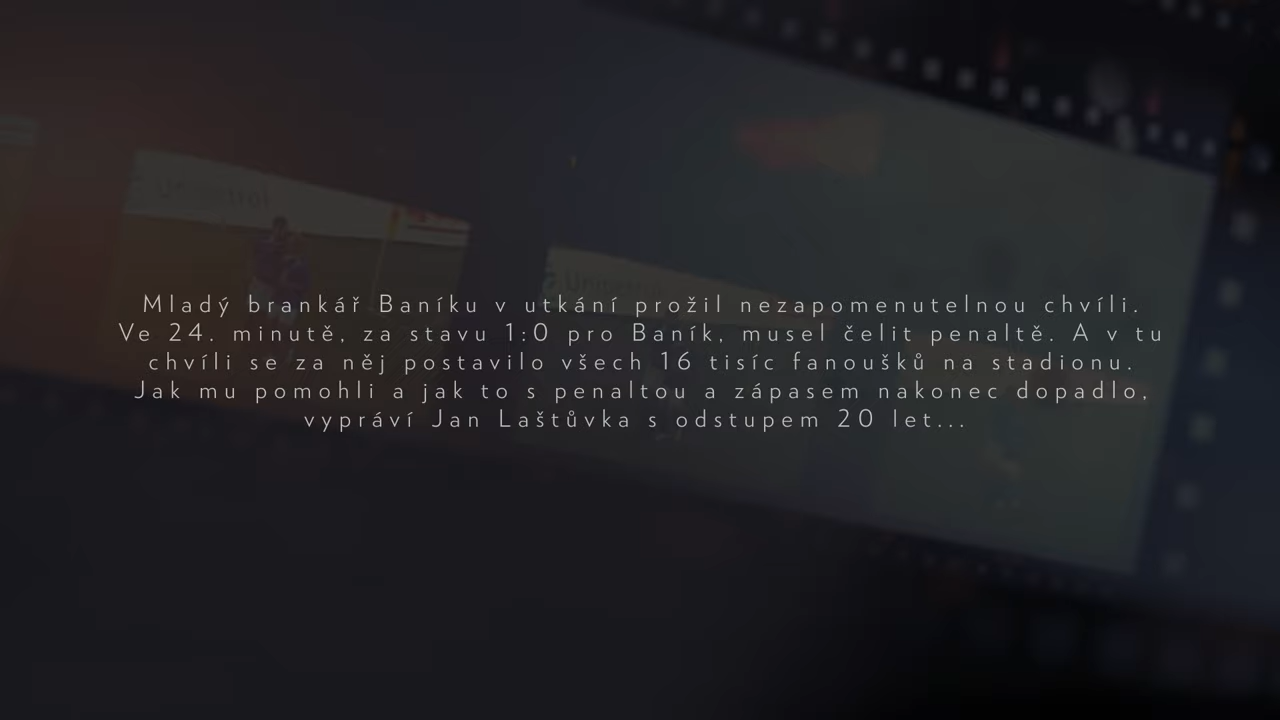 Mladý brankář Baníku v utkání prožil nezapomenutelnou chvíli.
Ve 24. minutě, za stavu 1:0 pro Baník, musel čelit penaltě. A v tu
chvíli se za něj postavilo všech 16 tisíc fanoušků na stadionu.
Jak mu pomohli a jak to s penaltou a zápasem nakonec dopadlo,
vypráví Jan Laštůvka s odstupem 20 let...